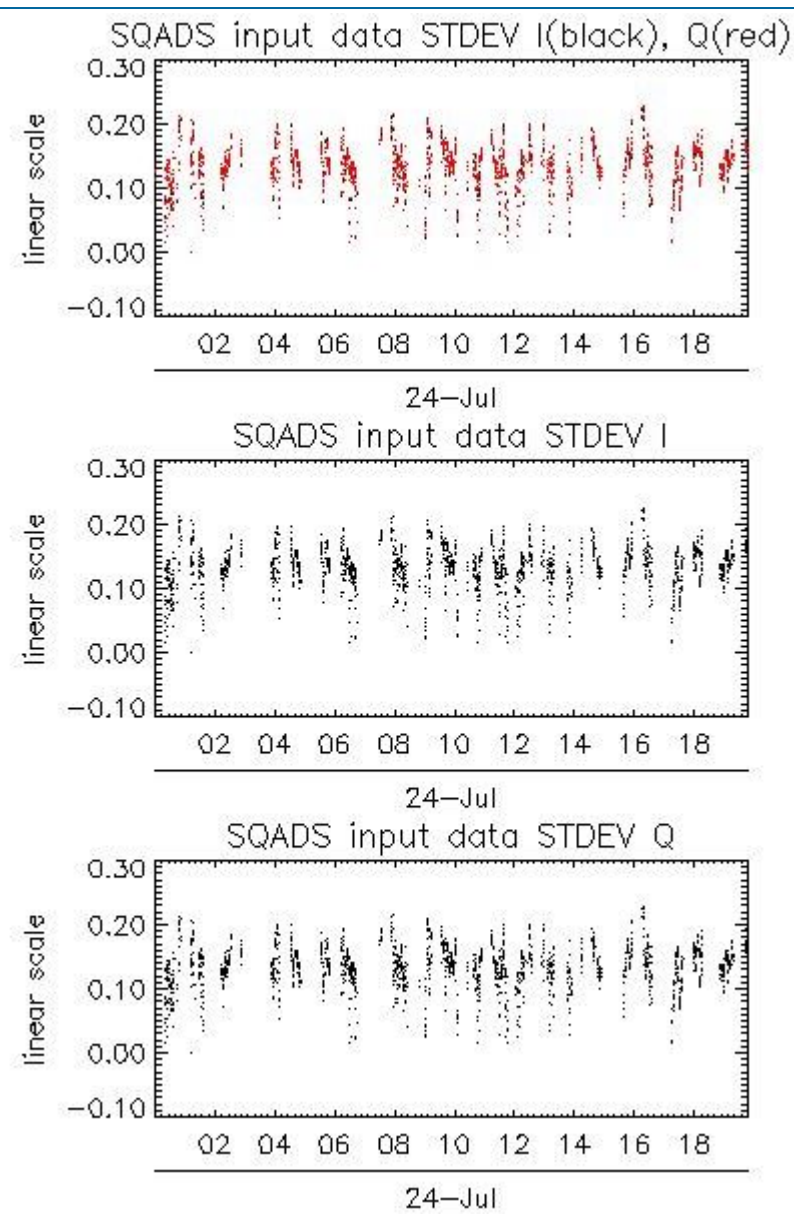 SQADS input data STDEV I(black), Q(red)
0.30
0.20
0.10
0.00
−0.10
linear scale
02 04 06 08 10 12 14 16 18
24−Jul
SQADS input data STDEV I
0.30
0.20
0.10
0.00
−0.10
linear scale
02 04 06 08 10 12 14 16 18
24−Jul
SQADS input data STDEV Q
0.30
0.20
0.10
0.00
−0.10
linear scale
02 04 06 08 10 12 14 16 18
24−Jul